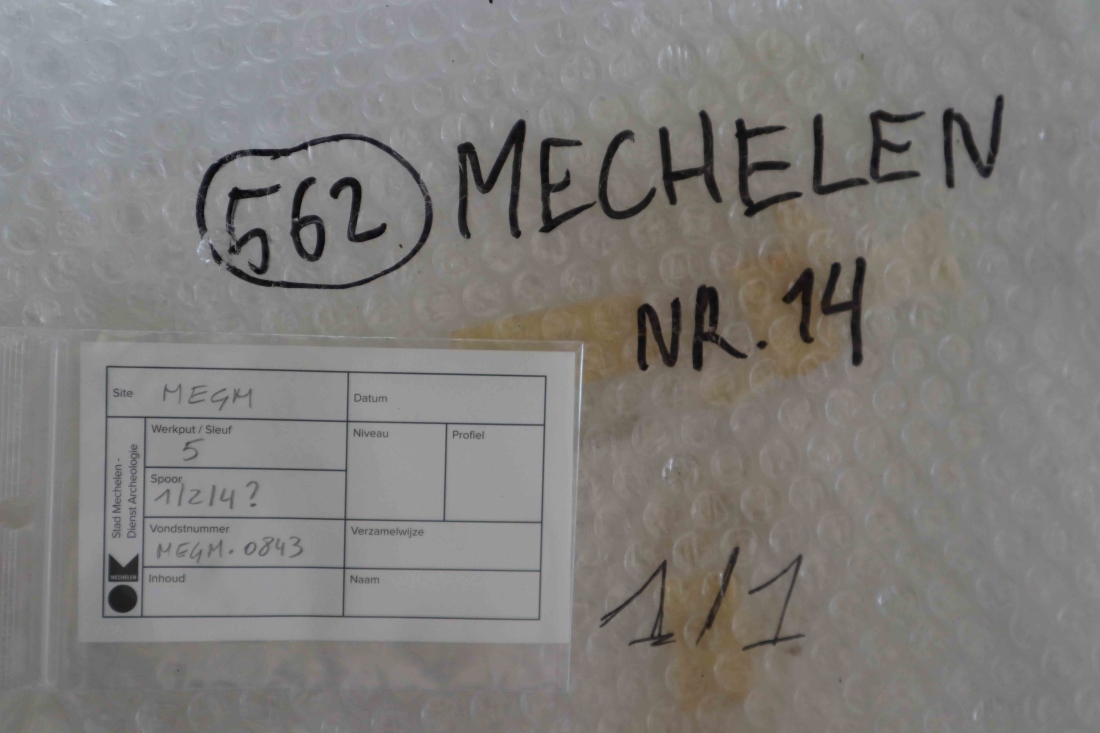 562 MECHELEN
NR. 14
Site MEGM
Datum
Werkput / Sleuf
5
Niveau
Profiel
Spoor
1/2/4?
Vondstnummer
MEGM. 0843
Verzamelwijze
Inhoud
Naam
Stad Mechelen -
Dienst Archeologie
MECHELEN
1/1